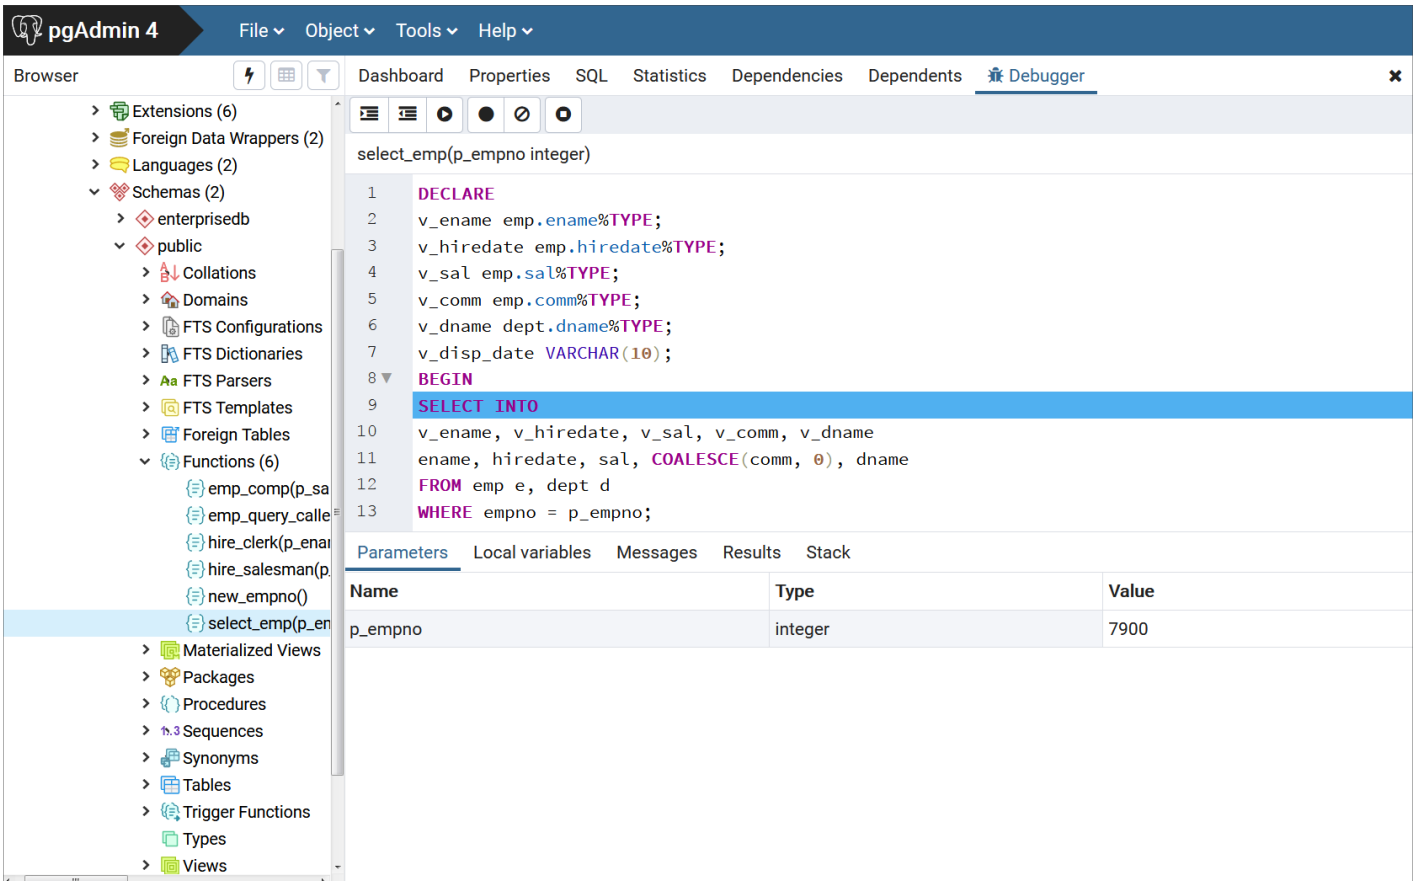 pgAdmin 4
File Object Tools Help
Browser
Dashboard Properties SQL Statistics Dependencies Dependents Debugger
Extensions (6)
Foreign Data Wrappers (2)
Languages (2)
Schemas (2)
enterprisedb
public
Collations
Domains
FTS Configurations
FTS Dictionaries
Aa FTS Parsers
FTS Templates
Foreign Tables
Functions (6)
emp_comp(p_sa
emp_query_calle
hire_clerk(p_enar
hire_salesman(p_
new_empno()
select_emp(p_en
Materialized Views
Packages
Procedures
1..3 Sequences
Synonyms
Tables
Trigger Functions
Types
Views
select_emp(p_empno integer)
1 DECLARE
2 v_ename emp.ename%TYPE;
3 v_hiredate emp.hiredate%TYPE;
4 v_sal emp.sal%TYPE;
5 v_comm emp.comm%TYPE;
6 v_dname dept.dname%TYPE;
7 v_disp_date VARCHAR(10);
8 BEGIN
9 SELECT INTO
10 v_ename, v_hiredate, v_sal, v_comm, v_dname
11 ename, hiredate, sal, COALESCE(comm, 0), dname
12 FROM emp e, dept d
13 WHERE empno = p_empno;
Parameters Local variables Messages Results Stack
Name Type Value
p_empno integer 7900